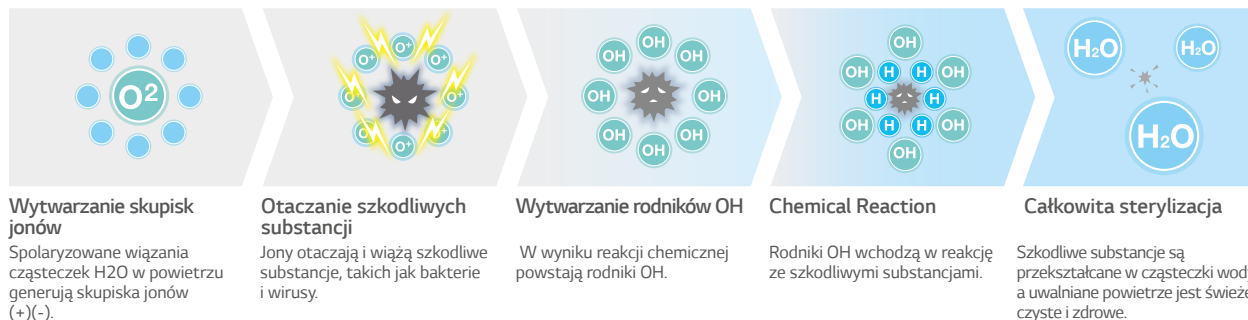 O²
O⁺
O⁺ O⁺
O⁺ O⁺
O⁺ O⁺
O⁺
OH
OH OH
OH OH
OH OH
OH
OH
OH H H OH
H H
OH H H OH
OH
H₂O H₂O
H₂O
Wytwarzanie skupisk
jonów
Spolaryzowane wiązania
cząsteczek H2O w powietrzu
generują skupiska jonów
(+)(-).
Otaczanie szkodliwych
substancji
Jony otaczają i wiążą szkodliwe
substancje, takich jak bakterie
i wirusy.
Wytwarzanie rodników OH
W wyniku reakcji chemicznej
powstają rodniki OH.
Chemical Reaction
Rodniki OH wchodzą w reakcję
ze szkodliwymi substancjami.
Całkowita sterylizacja
Szkodliwe substancje są
przekształcane w cząsteczki wody
a uwalniane powietrze jest świeże
czyste i zdrowe.